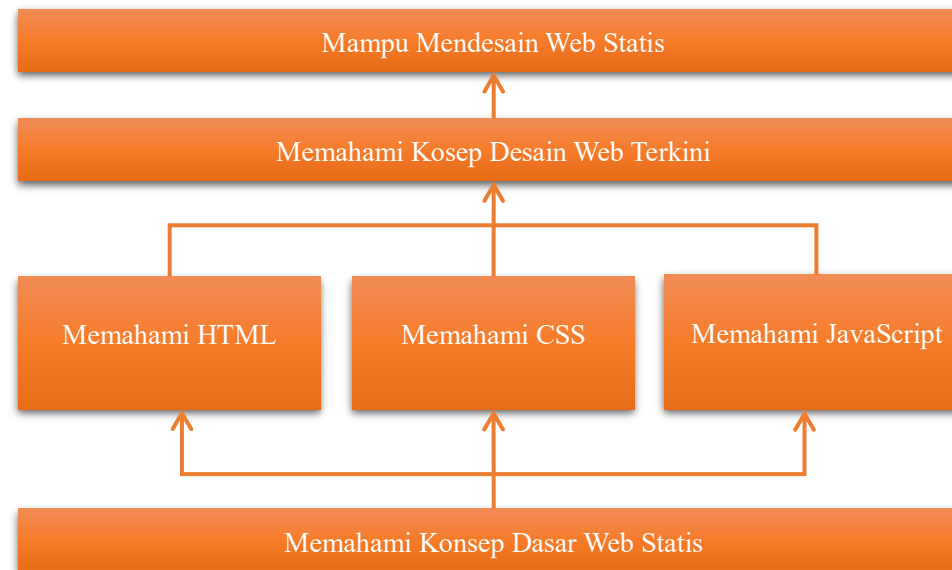 Mampu Mendesain Web Statis
Memahami Kosep Desain Web Terkini
Memahami HTML
Memahami CSS
Memahami JavaScript
Memahami Konsep Dasar Web Statis